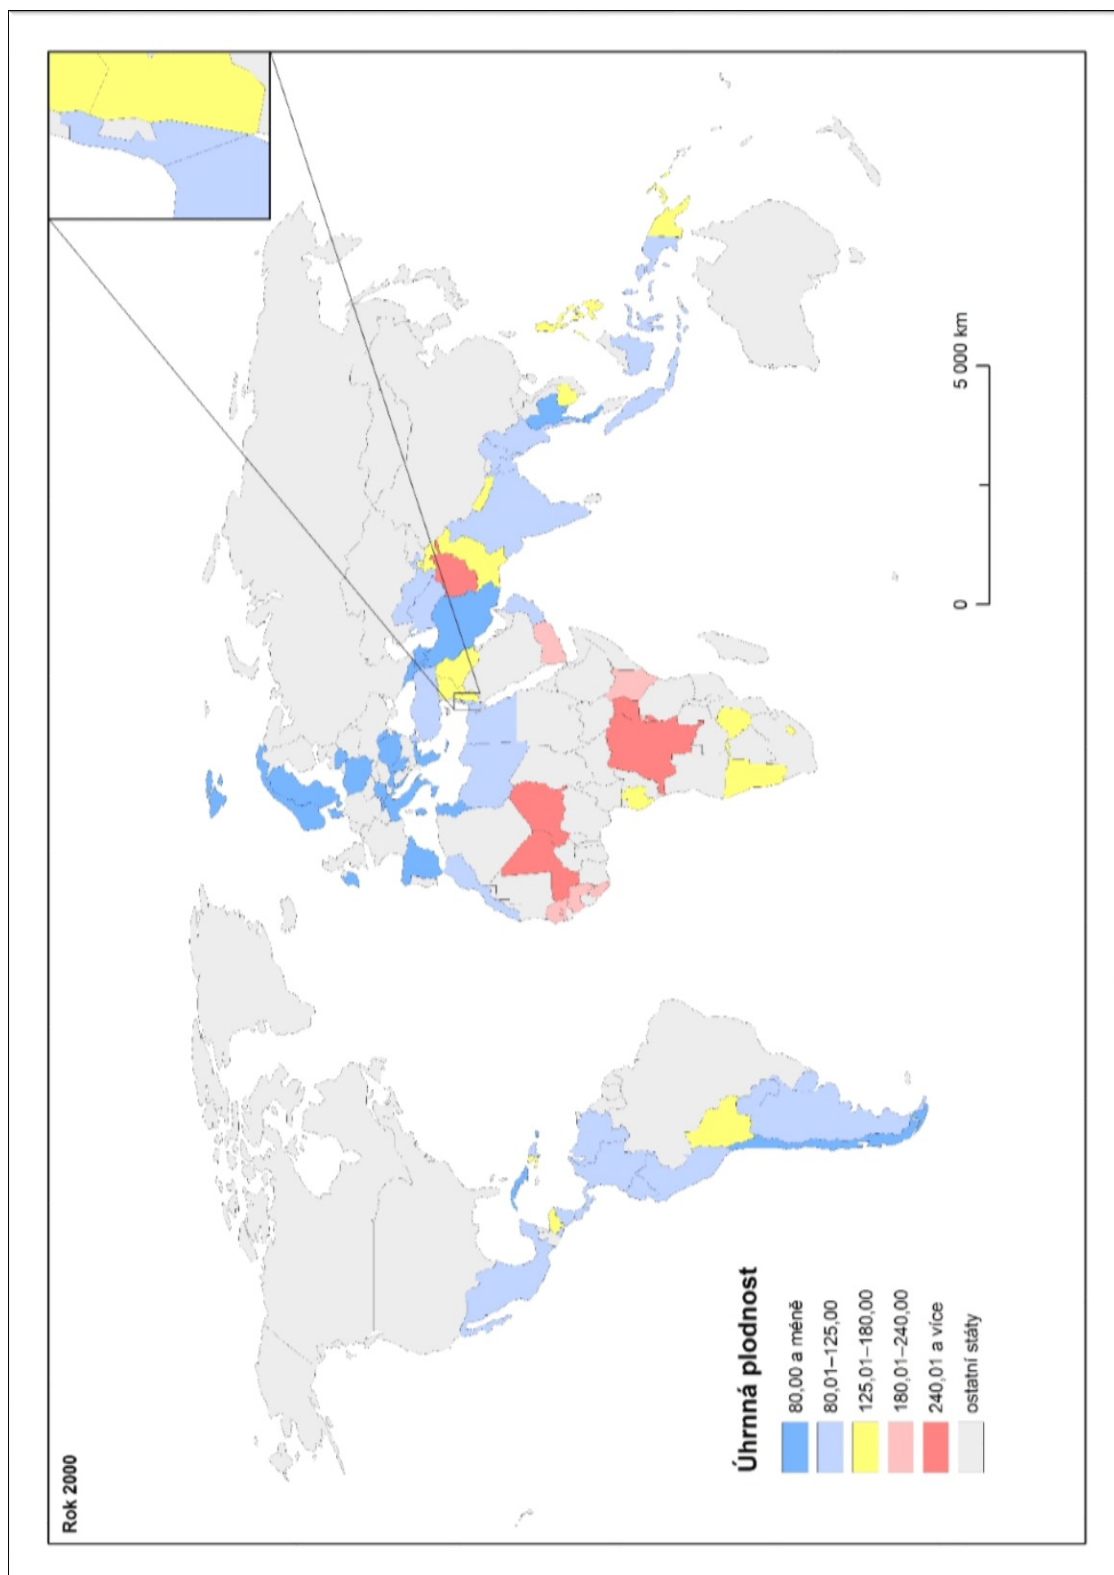 Rok 2000
Úhrnná plodnost
80,00 a méně
80,01–125,00
125,01–180,00
180,01–240,00
240,01 a více
ostatní státy
0
5 000 km